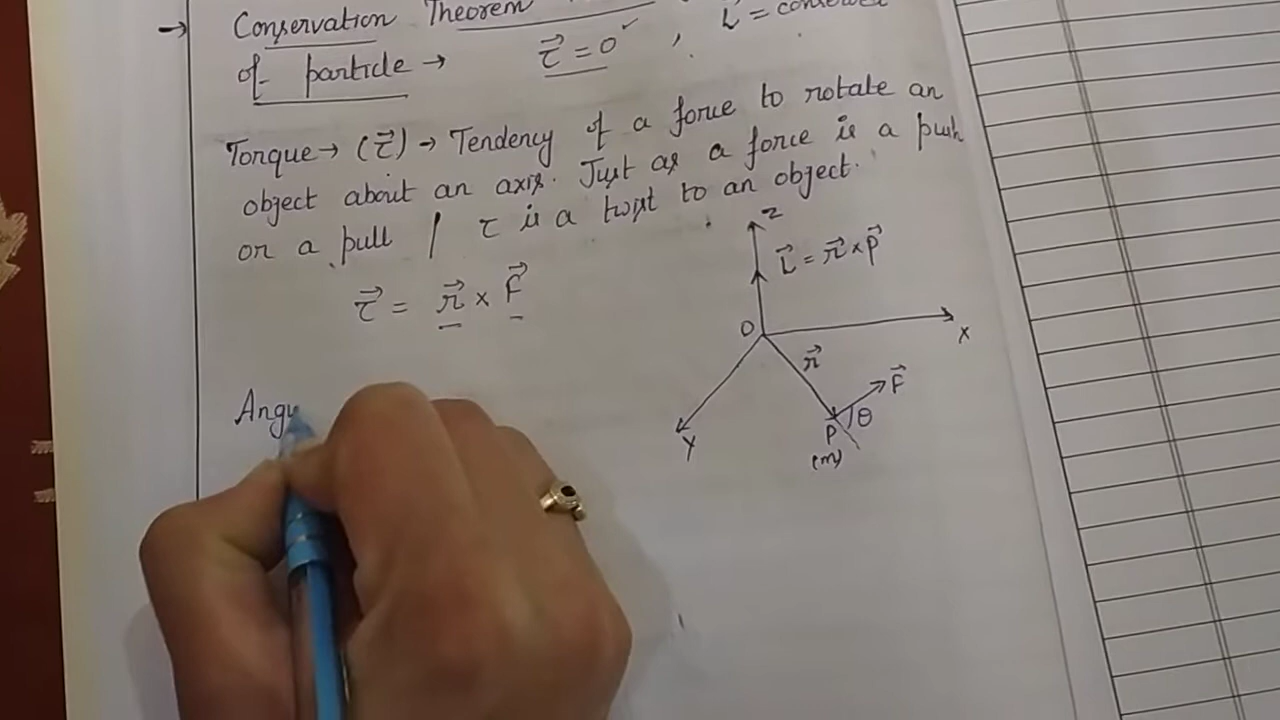 → Conservation Theorem
of particle → τ⃗ = 0 ✓ , L = conserved
Torque → (τ⃗) → Tendency of a force to rotate an
object about an axis. Just as a force is a push
or a pull / τ is a twist to an object.
τ⃗ = r⃗ × F⃗
Z
L⃗ = r⃗ × P⃗
O
X
r⃗
F⃗
θ
Y
P
(m)
Angu